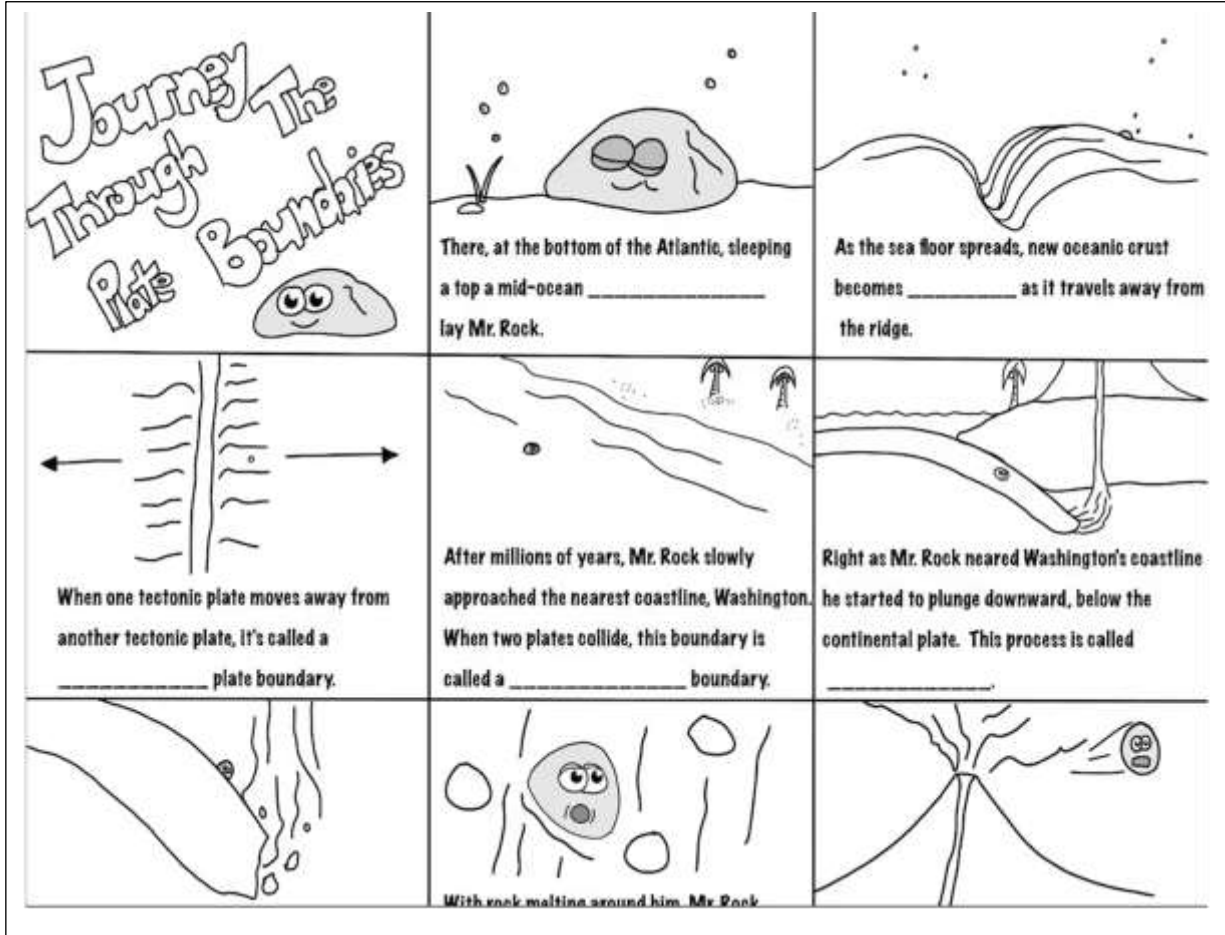 Journey
Through The
Plate Boundaries
There, at the bottom of the Atlantic, sleeping
a top a mid-ocean _____________
lay Mr. Rock.
As the sea floor spreads, new oceanic crust
becomes _________ as it travels away from
the ridge.
When one tectonic plate moves away from
another tectonic plate, it's called a
____________ plate boundary.
After millions of years, Mr. Rock slowly
approached the nearest coastline, Washington.
When two plates collide, this boundary is
called a ______________ boundary.
Right as Mr. Rock neared Washington's coastline
he started to plunge downward, below the
continental plate. This process is called
_____________.
With rock melting around him, Mr. Rock